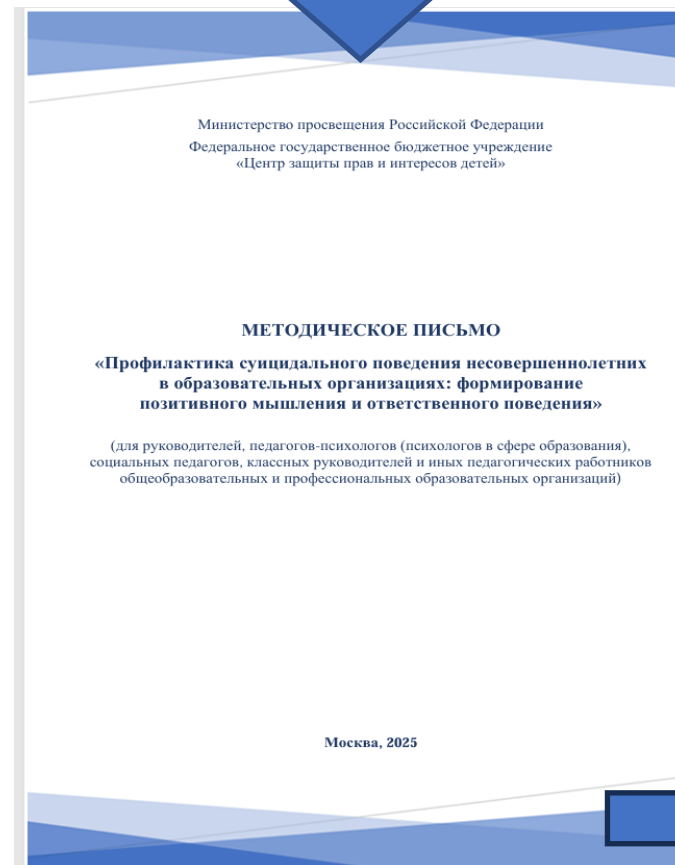 Министерство просвещения Российской Федерации
Федеральное государственное бюджетное учреждение
«Центр защиты прав и интересов детей»
МЕТОДИЧЕСКОЕ ПИСЬМО
«Профилактика суицидального поведения несовершеннолетних
в образовательных организациях: формирование
позитивного мышления и ответственного поведения»
(для руководителей, педагогов-психологов (психологов в сфере образования),
социальных педагогов, классных руководителей и иных педагогических работников
общеобразовательных и профессиональных образовательных организаций)
Москва, 2025